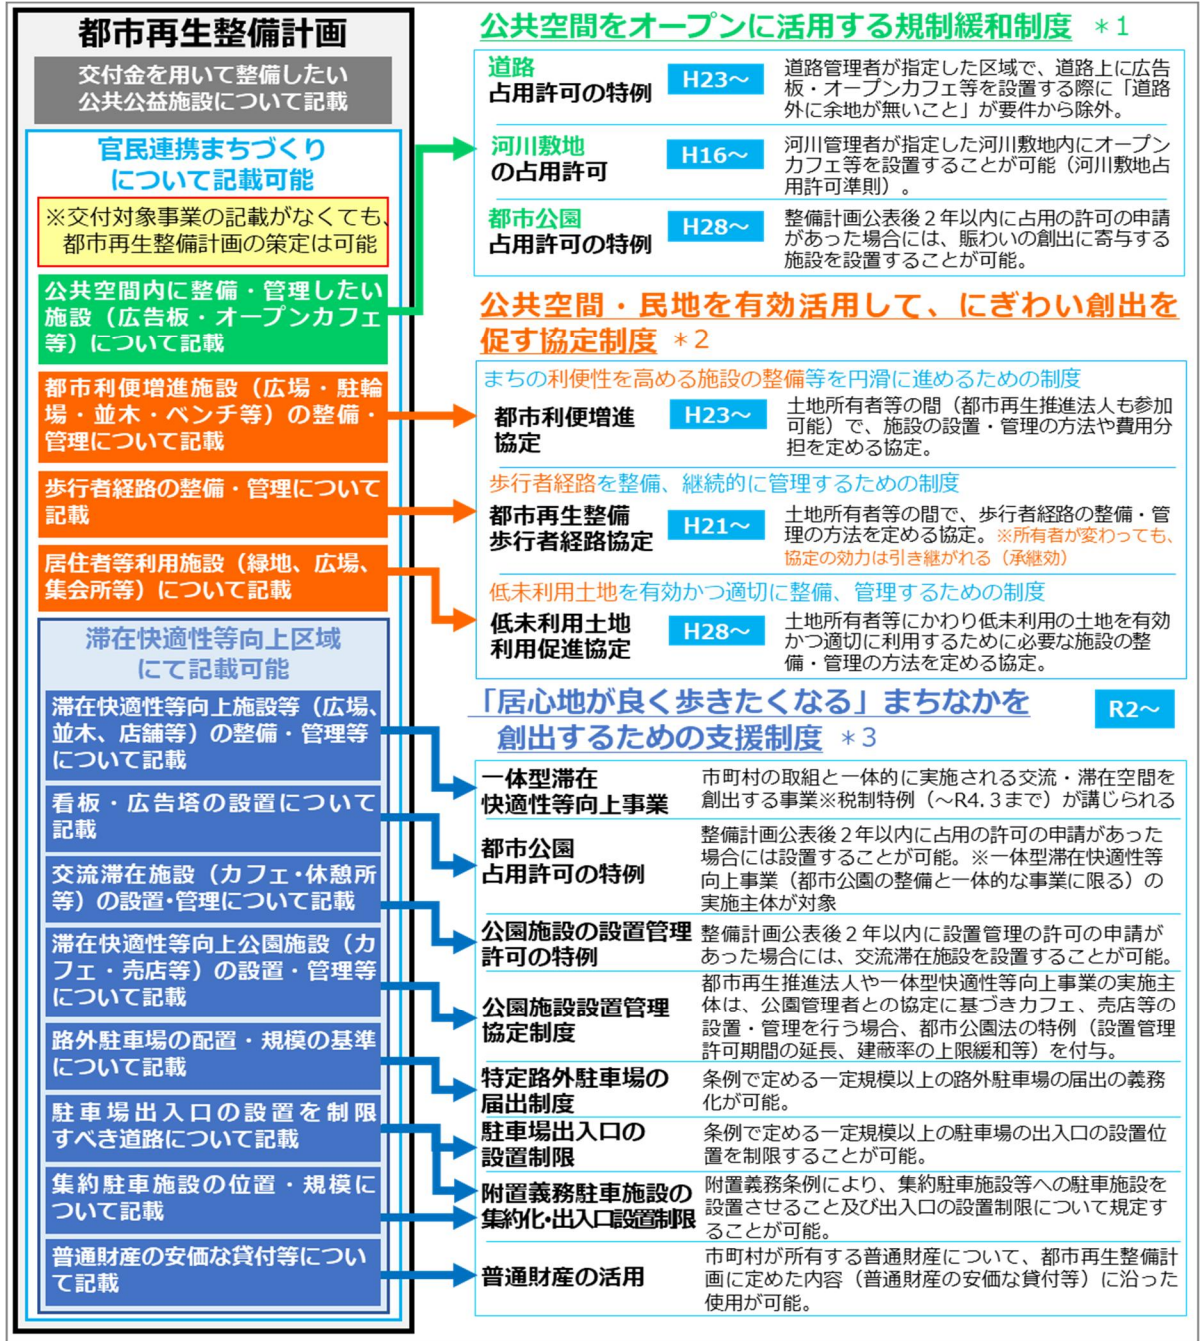 都市再生整備計画
交付金を用いて整備したい
公共公益施設について記載
官民連携まちづくり
について記載可能
※交付対象事業の記載がなくても、
都市再生整備計画の策定は可能
公共空間内に整備・管理したい
施設（広告板・オープンカフェ
等）について記載
都市利便増進施設（広場・駐輪
場・並木・ベンチ等）の整備・
管理について記載
歩行者経路の整備・管理について
記載
居住者等利用施設（緑地、広場、
集会所等）について記載
滞在快適性等向上区域
にて記載可能
滞在快適性等向上施設等（広場、
並木、店舗等）の整備・管理等
について記載
看板・広告塔の設置について
記載
交流滞在施設（カフェ・休憩所
等）の設置・管理について記載
滞在快適性等向上公園施設（カ
フェ・売店等）の設置・管理等
について記載
路外駐車場の配置・規模の基準
について記載
駐車場出入口の設置を制限
すべき道路について記載
集約駐車施設の位置・規模に
ついて記載
普通財産の安価な貸付等につい
て記載
公共空間をオープンに活用する規制緩和制度 ＊1
道路
占用許可の特例
H23～
道路管理者が指定した区域で、道路上に広告
板・オープンカフェ等を設置する際に「道路
外に余地が無いこと」が要件から除外。
河川敷地
の占用許可
H16～
河川管理者が指定した河川敷地内にオープン
カフェ等を設置することが可能（河川敷地占
用許可準則）。
都市公園
占用許可の特例
H28～
整備計画公表後２年以内に占用の許可の申請
があった場合には、賑わいの創出に寄与する
施設を設置することが可能。
公共空間・民地を有効活用して、にぎわい創出を
促す協定制度 ＊2
まちの利便性を高める施設の整備等を円滑に進めるための制度
都市利便増進
協定
H23～
土地所有者等の間（都市再生推進法人も参加
可能）で、施設の設置・管理の方法や費用分
担を定める協定。
歩行者経路を整備、継続的に管理するための制度
都市再生整備
歩行者経路協定
H21～
土地所有者等の間で、歩行者経路の整備・管
理の方法を定める協定。※所有者が変わっても、
協定の効力は引き継がれる（承継効）
低未利用土地を有効かつ適切に整備、管理するための制度
低未利用土地
利用促進協定
H28～
土地所有者等にかわり低未利用の土地を有効
かつ適切に利用するために必要な施設の整
備・管理の方法を定める協定。
「居心地が良く歩きたくなる」まちなかを
創出するための支援制度 ＊3
R2～
一体型滞在
快適性等向上事業
市町村の取組と一体的に実施される交流・滞在空間を
創出する事業※税制特例（～R4.3まで）が講じられる
都市公園
占用許可の特例
整備計画公表後２年以内に占用の許可の申請があった
場合には設置することが可能。※一体型滞在快適性等
向上事業（都市公園の整備と一体的な事業に限る）の
実施主体が対象
公園施設の設置管理
許可の特例
整備計画公表後２年以内に設置管理の許可の申請が
あった場合には、交流滞在施設を設置することが可能。
公園施設設置管理
協定制度
都市再生推進法人や一体型快適性等向上事業の実施主
体は、公園管理者との協定に基づきカフェ、売店等の
設置・管理を行う場合、都市公園法の特例（設置管理
許可期間の延長、建蔽率の上限緩和等）を付与。
特定路外駐車場の
届出制度
条例で定める一定規模以上の路外駐車場の届出の義務
化が可能。
駐車場出入口の
設置制限
条例で定める一定規模以上の駐車場の出入口の設置位
置を制限することが可能。
附置義務駐車施設の
集約化・出入口設置制限
附置義務条例により、集約駐車施設等への駐車施設を
設置させること及び出入口の設置制限について規定す
ることが可能。
普通財産の活用
市町村が所有する普通財産について、都市再生整備計
画に定めた内容（普通財産の安価な貸付等）に沿った
使用が可能。